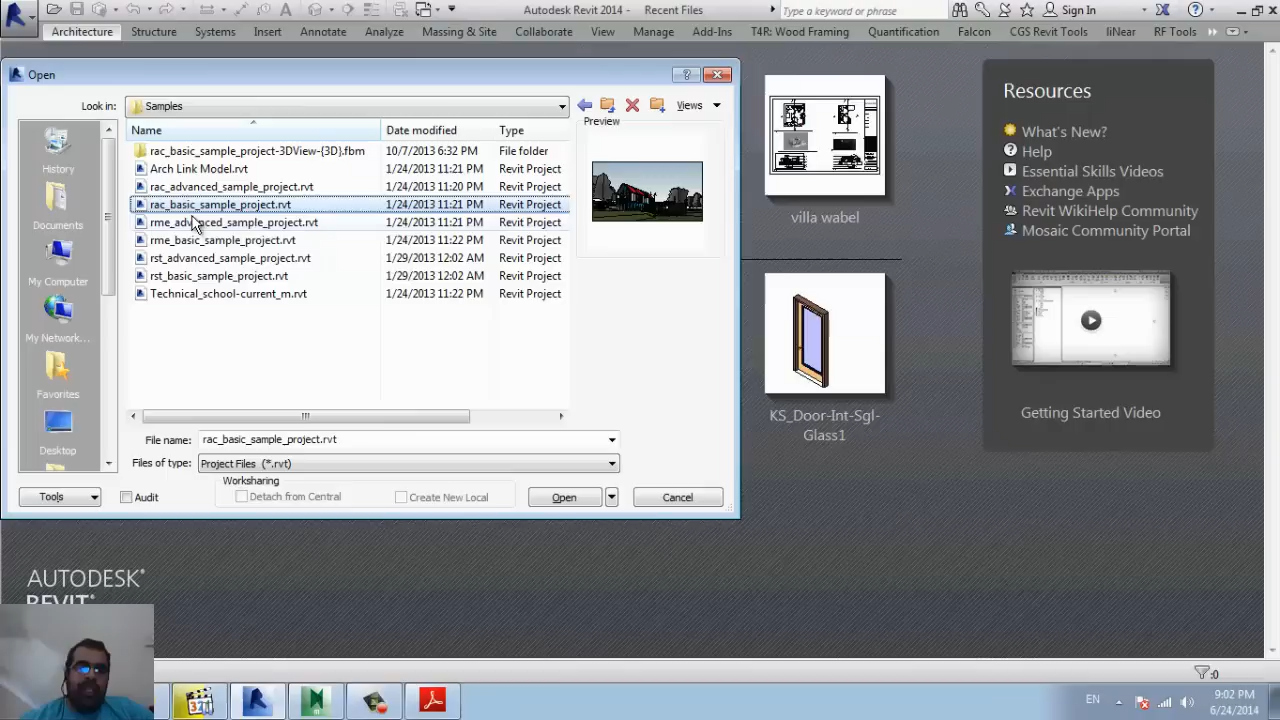 Autodesk Revit 2014 - Recent Files
Type a keyword or phrase
Sign In
Architecture Structure Systems Insert Annotate Analyze Massing & Site Collaborate View Manage Add-Ins T4R: Wood Framing Quantification Falcon CGS Revit Tools liNear RF Tools
Open
Look in: Samples Views
Name Date modified Type
Preview
rac_basic_sample_project-3DView-{3D}.fbm 10/7/2013 6:32 PM File folder
Arch Link Model.rvt 1/24/2013 11:21 PM Revit Project
rac_advanced_sample_project.rvt 1/24/2013 11:20 PM Revit Project
rac_basic_sample_project.rvt 1/24/2013 11:21 PM Revit Project
rme_advanced_sample_project.rvt 1/24/2013 11:21 PM Revit Project
rme_basic_sample_project.rvt 1/24/2013 11:22 PM Revit Project
rst_advanced_sample_project.rvt 1/29/2013 12:02 AM Revit Project
rst_basic_sample_project.rvt 1/29/2013 12:02 AM Revit Project
Technical_school-current_m.rvt 1/24/2013 11:22 PM Revit Project
History
Documents
My Computer
My Network...
Favorites
Desktop
File name: rac_basic_sample_project.rvt
Files of type: Project Files (*.rvt)
Worksharing
Tools Audit Detach from Central Create New Local Open Cancel
villa wabel
KS_Door-Int-Sgl-
Glass1
Resources
What's New?
Help
Essential Skills Videos
Exchange Apps
Revit WikiHelp Community
Mosaic Community Portal
Getting Started Video
AUTODESK®
REVIT®
:0
321
EN
9:02 PM
6/24/2014